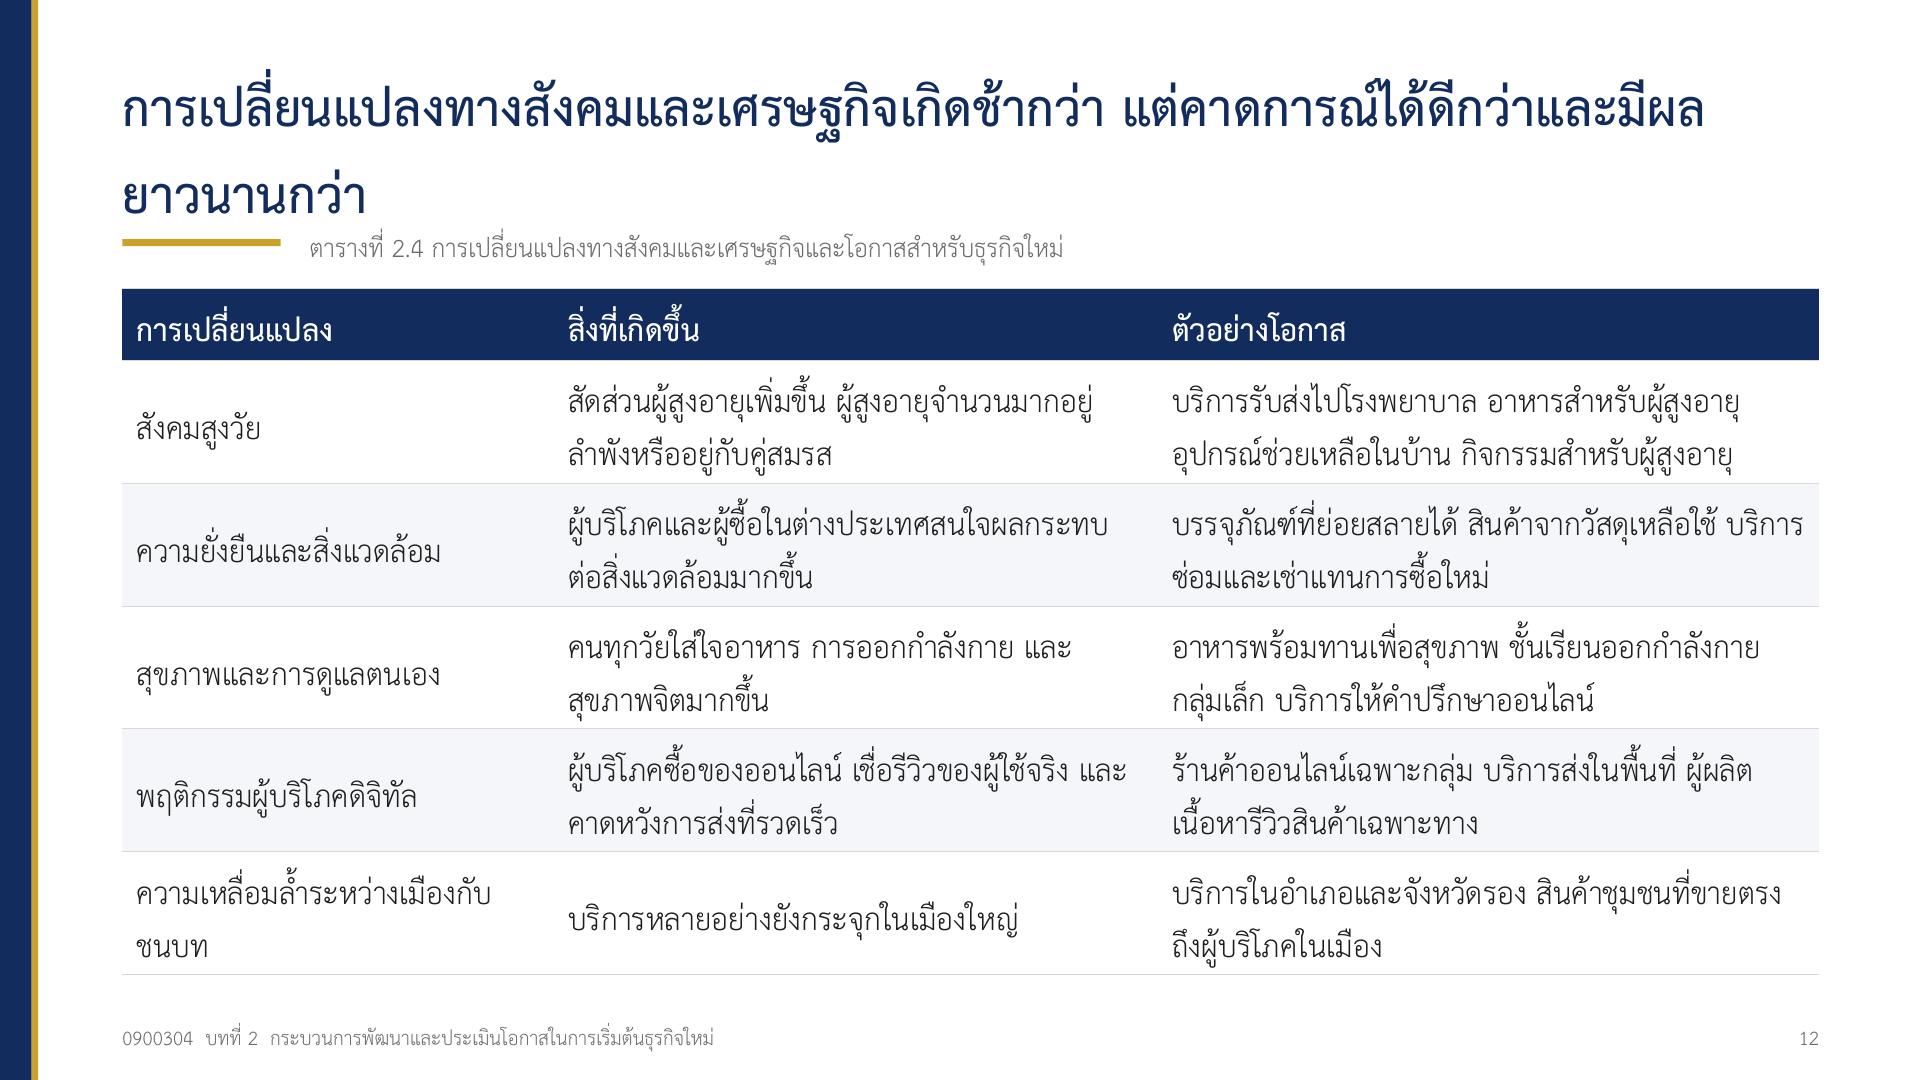 การเปลี่ยนแปลงทางสังคมและเศรษฐกิจเกิดช้ากว่า แต่คาดการณ์ได้ดีกว่าและมีผล
ยาวนานกว่า
ตารางที่ 2.4 การเปลี่ยนแปลงทางสังคมและเศรษฐกิจและโอกาสสำหรับธุรกิจใหม่
การเปลี่ยนแปลง สิ่งที่เกิดขึ้น ตัวอย่างโอกาส
สังคมสูงวัย
สัดส่วนผู้สูงอายุเพิ่มขึ้น ผู้สูงอายุจำนวนมากอยู่
ลำพังหรืออยู่กับคู่สมรส
บริการรับส่งไปโรงพยาบาล อาหารสำหรับผู้สูงอายุ
อุปกรณ์ช่วยเหลือในบ้าน กิจกรรมสำหรับผู้สูงอายุ
ความยั่งยืนและสิ่งแวดล้อม
ผู้บริโภคและผู้ซื้อในต่างประเทศสนใจผลกระทบ
ต่อสิ่งแวดล้อมมากขึ้น
บรรจุภัณฑ์ที่ย่อยสลายได้ สินค้าจากวัสดุเหลือใช้ บริการ
ซ่อมและเช่าแทนการซื้อใหม่
สุขภาพและการดูแลตนเอง
คนทุกวัยใส่ใจอาหาร การออกกำลังกาย และ
สุขภาพจิตมากขึ้น
อาหารพร้อมทานเพื่อสุขภาพ ชั้นเรียนออกกำลังกาย
กลุ่มเล็ก บริการให้คำปรึกษาออนไลน์
พฤติกรรมผู้บริโภคดิจิทัล
ผู้บริโภคซื้อของออนไลน์ เชื่อรีวิวของผู้ใช้จริง และ
คาดหวังการส่งที่รวดเร็ว
ร้านค้าออนไลน์เฉพาะกลุ่ม บริการส่งในพื้นที่ ผู้ผลิต
เนื้อหารีวิวสินค้าเฉพาะทาง
ความเหลื่อมล้ำระหว่างเมืองกับ
ชนบท
บริการหลายอย่างยังกระจุกในเมืองใหญ่
บริการในอำเภอและจังหวัดรอง สินค้าชุมชนที่ขายตรง
ถึงผู้บริโภคในเมือง
0900304 บทที่ 2 กระบวนการพัฒนาและประเมินโอกาสในการเริ่มต้นธุรกิจใหม่
12